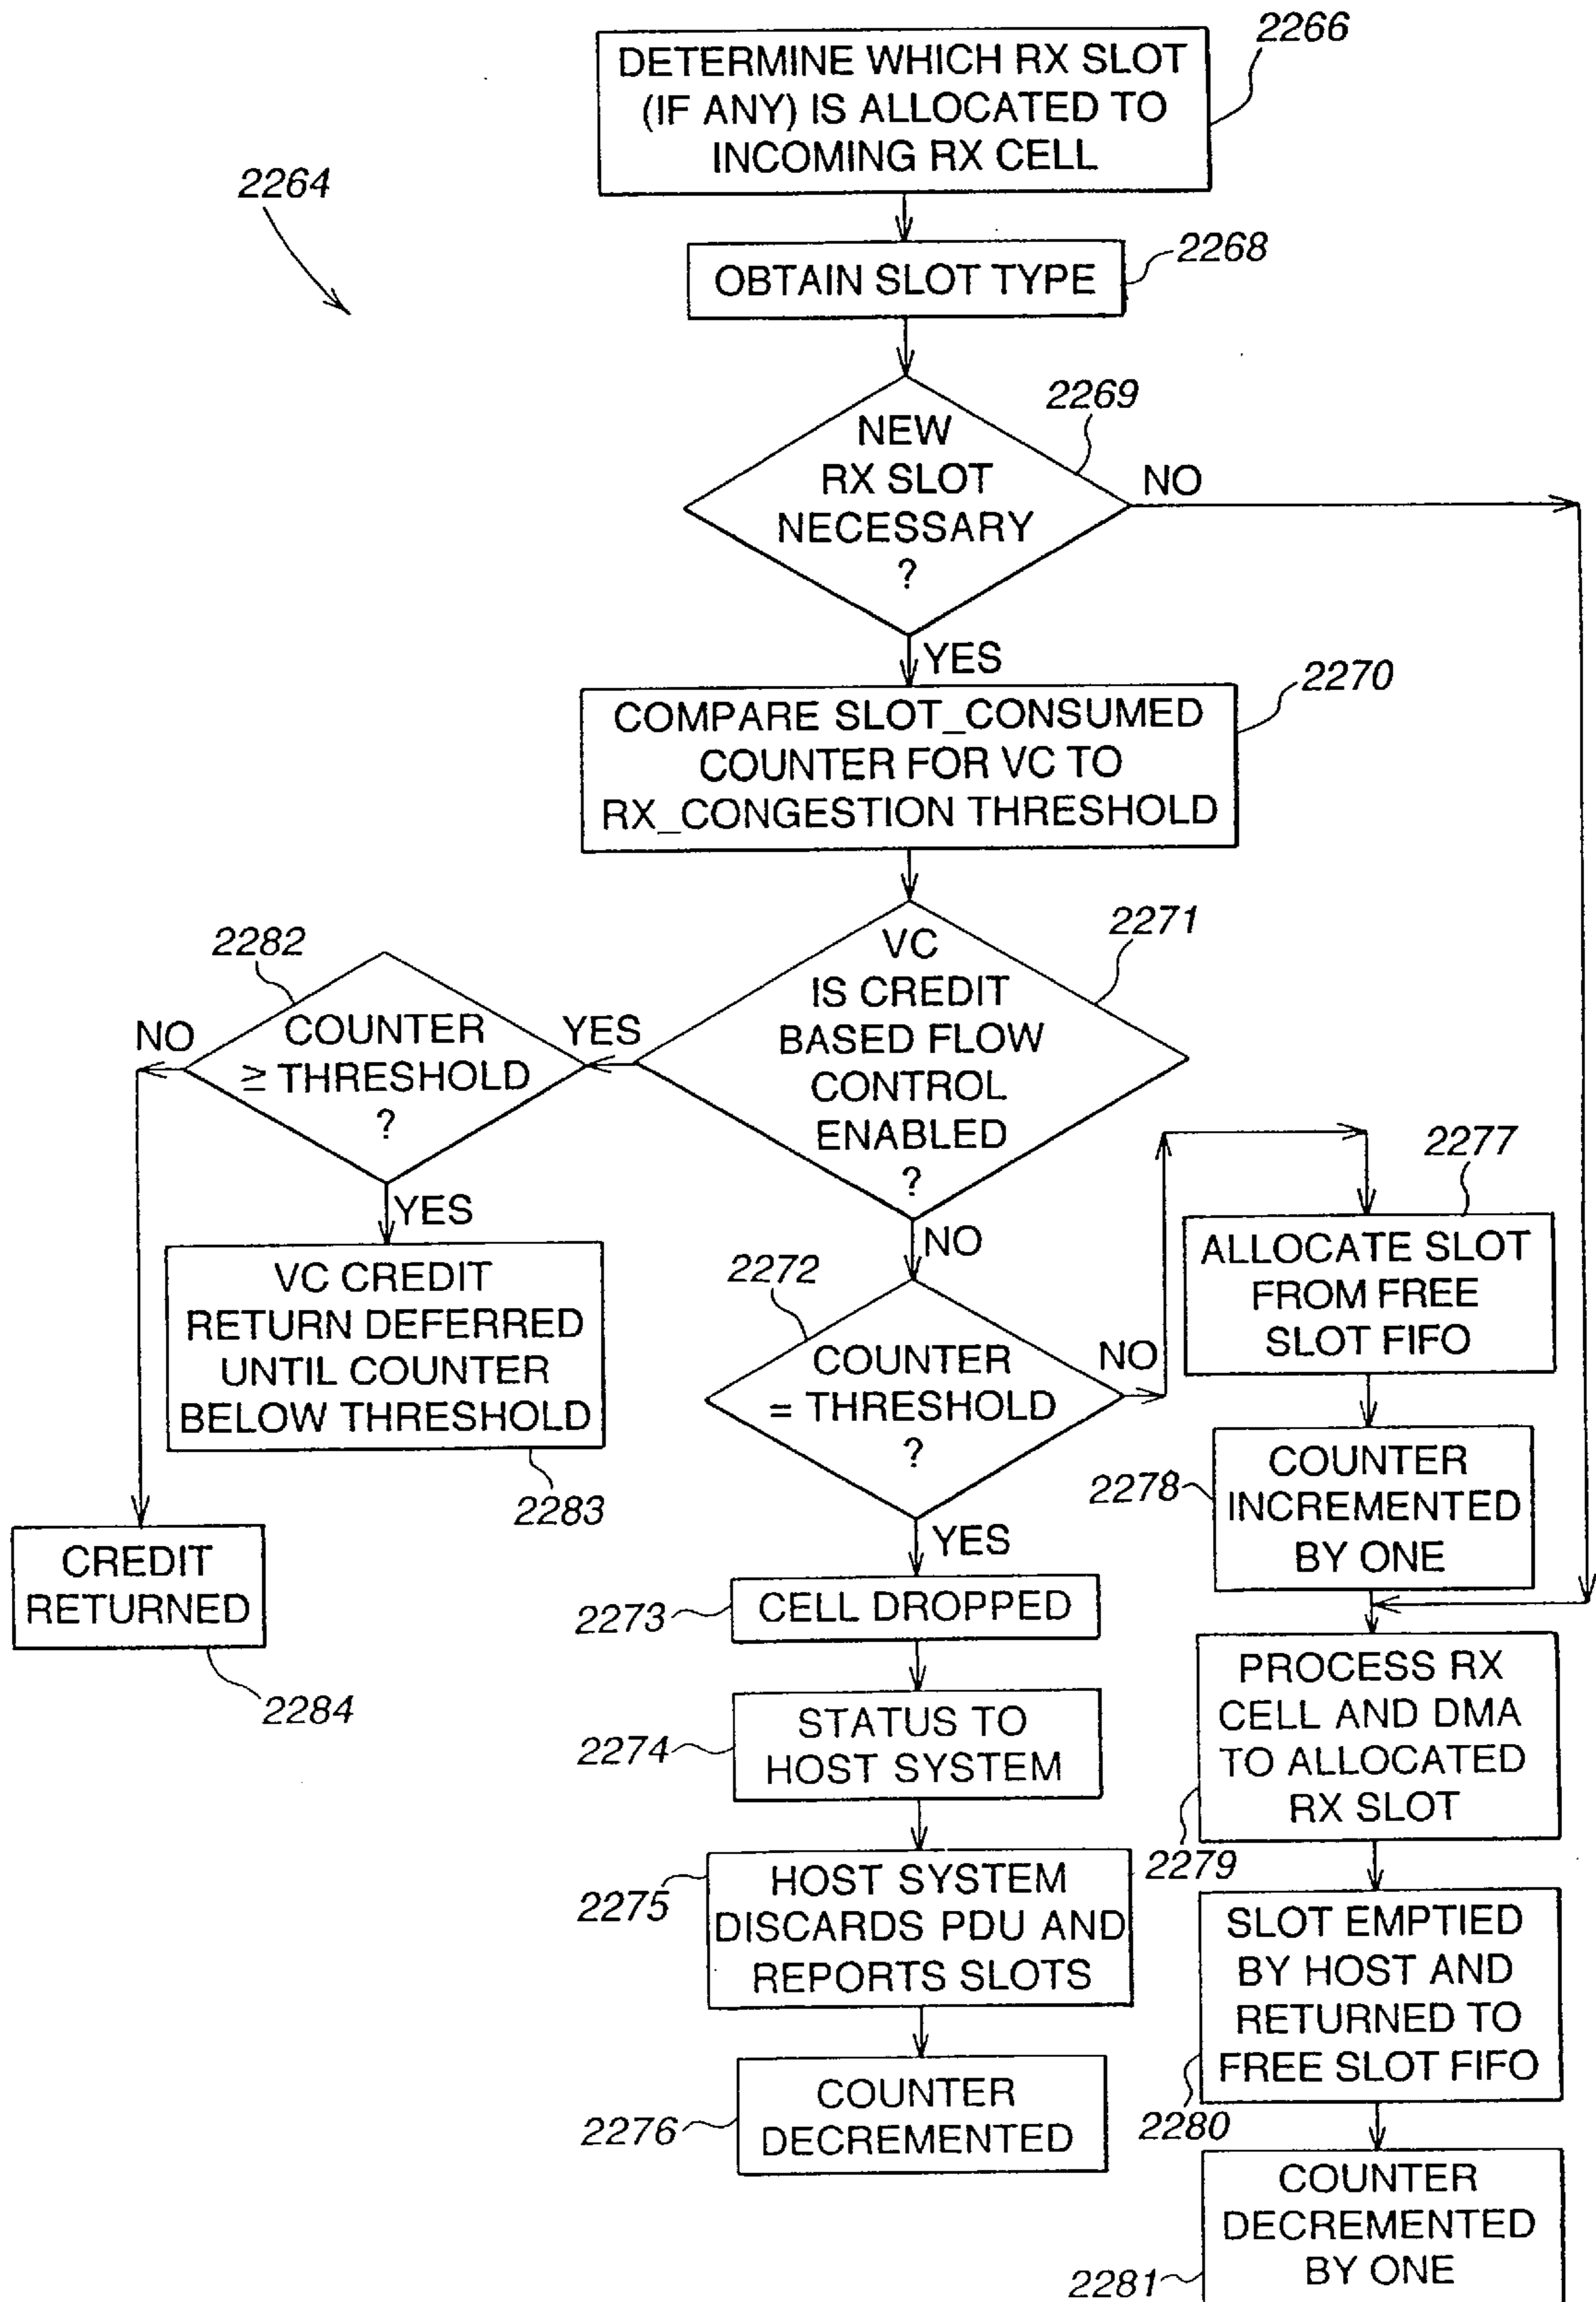 2266
DETERMINE WHICH RX SLOT
(IF ANY) IS ALLOCATED TO
INCOMING RX CELL
2264
2268
OBTAIN SLOT TYPE
2269
NEW
RX SLOT
NECESSARY
?
NO
YES
2270
COMPARE SLOT_CONSUMED
COUNTER FOR VC TO
RX_CONGESTION THRESHOLD
2271
VC
IS CREDIT
BASED FLOW
CONTROL
ENABLED
?
YES
NO
2282
COUNTER
≥ THRESHOLD
?
NO
YES
VC CREDIT
RETURN DEFERRED
UNTIL COUNTER
BELOW THRESHOLD
2283
CREDIT
RETURNED
2284
2272
COUNTER
= THRESHOLD
?
NO
YES
2273
CELL DROPPED
2274
STATUS TO
HOST SYSTEM
2275
HOST SYSTEM
DISCARDS PDU AND
REPORTS SLOTS
2276
COUNTER
DECREMENTED
2277
ALLOCATE SLOT
FROM FREE
SLOT FIFO
2278
COUNTER
INCREMENTED
BY ONE
PROCESS RX
CELL AND DMA
TO ALLOCATED
RX SLOT
2279
SLOT EMPTIED
BY HOST AND
RETURNED TO
FREE SLOT FIFO
2280
COUNTER
DECREMENTED
BY ONE
2281